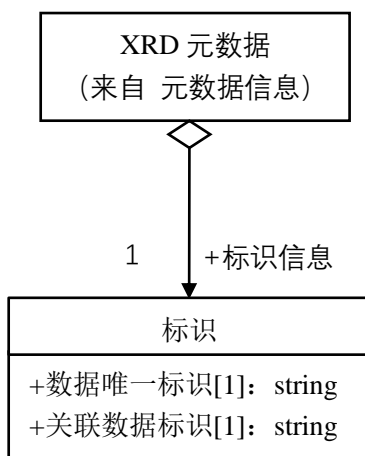 XRD 元数据
（来自 元数据信息）
1 +标识信息
标识
+数据唯一标识[1]：string
+关联数据标识[1]：string